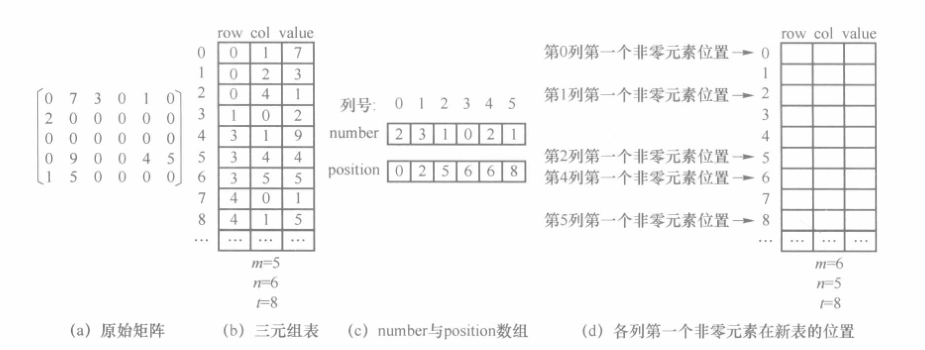 row col value
0 0 1 7
1 0 2 3
2 0 4 1
3 1 0 2
4 3 1 9
5 3 4 4
6 3 5 5
7 4 0 1
8 4 1 5
… … … …
m=5
n=6
t=8
0 7 3 0 1 0
2 0 0 0 0 0
0 0 0 0 0 0
0 9 0 0 4 5
1 5 0 0 0 0
列号: 0 1 2 3 4 5
number 2 3 1 0 2 1
position 0 2 5 6 6 8
row col value
第0列第一个非零元素位置→0
1
第1列第一个非零元素位置→2
3
4
第2列第一个非零元素位置→5
第4列第一个非零元素位置→6
7
第5列第一个非零元素位置→8
… … … …
m=6
n=5
t=8
(a) 原始矩阵
(b) 三元组表
(c) number与position数组
(d) 各列第一个非零元素在新表的位置